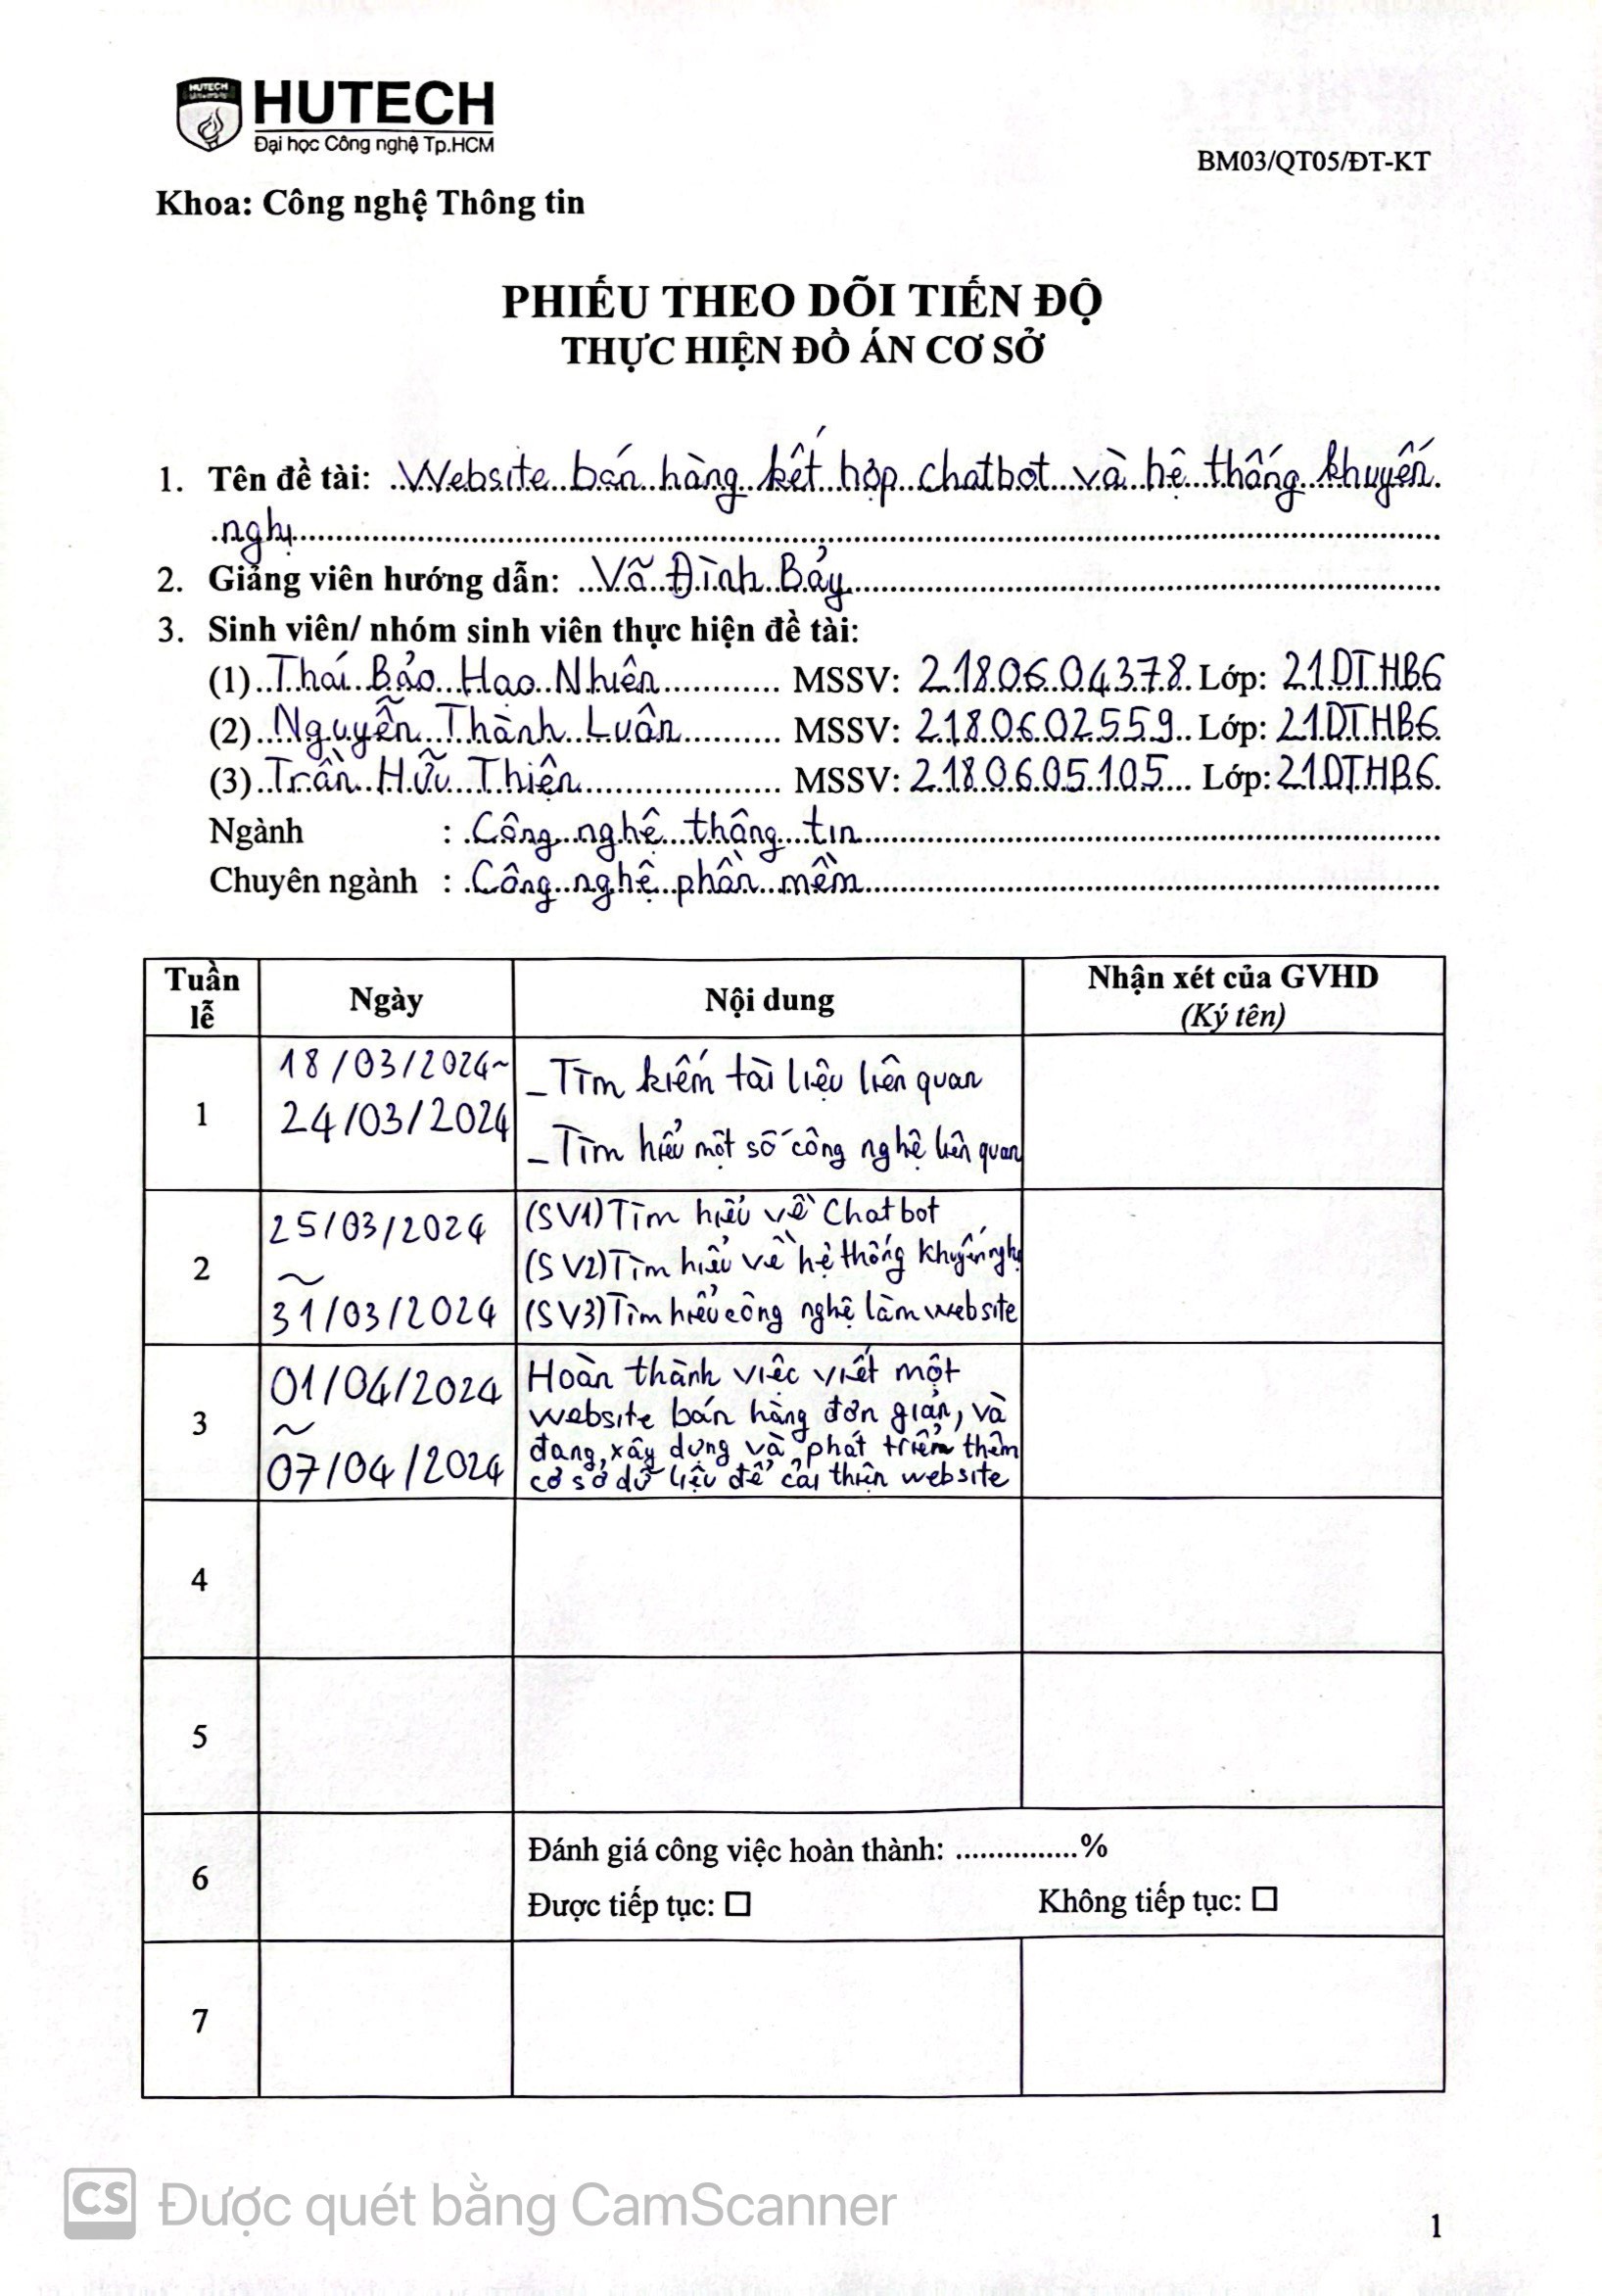 HUTECH
HUTECH
Đại học Công nghệ Tp.HCM
BM03/QT05/ĐT-KT
Khoa: Công nghệ Thông tin
PHIẾU THEO DÕI TIẾN ĐỘ
THỰC HIỆN ĐỒ ÁN CƠ SỞ
1. Tên đề tài: Website bán hàng kết hợp chatbot và hệ thống khuyến
nghị
2. Giảng viên hướng dẫn: Võ Đình Bảy
3. Sinh viên/ nhóm sinh viên thực hiện đề tài:
(1) Thái Bảo Hạo Nhiên MSSV: 2180604378 Lớp: 21DTHB6
(2) Nguyễn Thành Luân MSSV: 2180602559 Lớp: 21DTHB6
(3) Trần Hữu Thiện MSSV: 2180605105 Lớp: 21DTHB6
Ngành : Công nghệ thông tin
Chuyên ngành : Công nghệ phần mềm
Tuần lễ Ngày Nội dung Nhận xét của GVHD
(Ký tên)
1
18/03/2024~
24/03/2024
- Tìm kiếm tài liệu liên quan
- Tìm hiểu một số công nghệ liên quan
2
25/03/2024
~
31/03/2024
(SV1) Tìm hiểu về Chatbot
(SV2) Tìm hiểu về hệ thống khuyến nghị
(SV3) Tìm hiểu công nghệ làm website
3
01/04/2024
~
07/04/2024
Hoàn thành việc viết một
website bán hàng đơn giản, và
đang xây dựng và phát triển thêm
cơ sở dữ liệu để cải thiện website
4
5
6
Đánh giá công việc hoàn thành: ..............%
Được tiếp tục: ☐ Không tiếp tục: ☐
7
CS Được quét bằng CamScanner
1